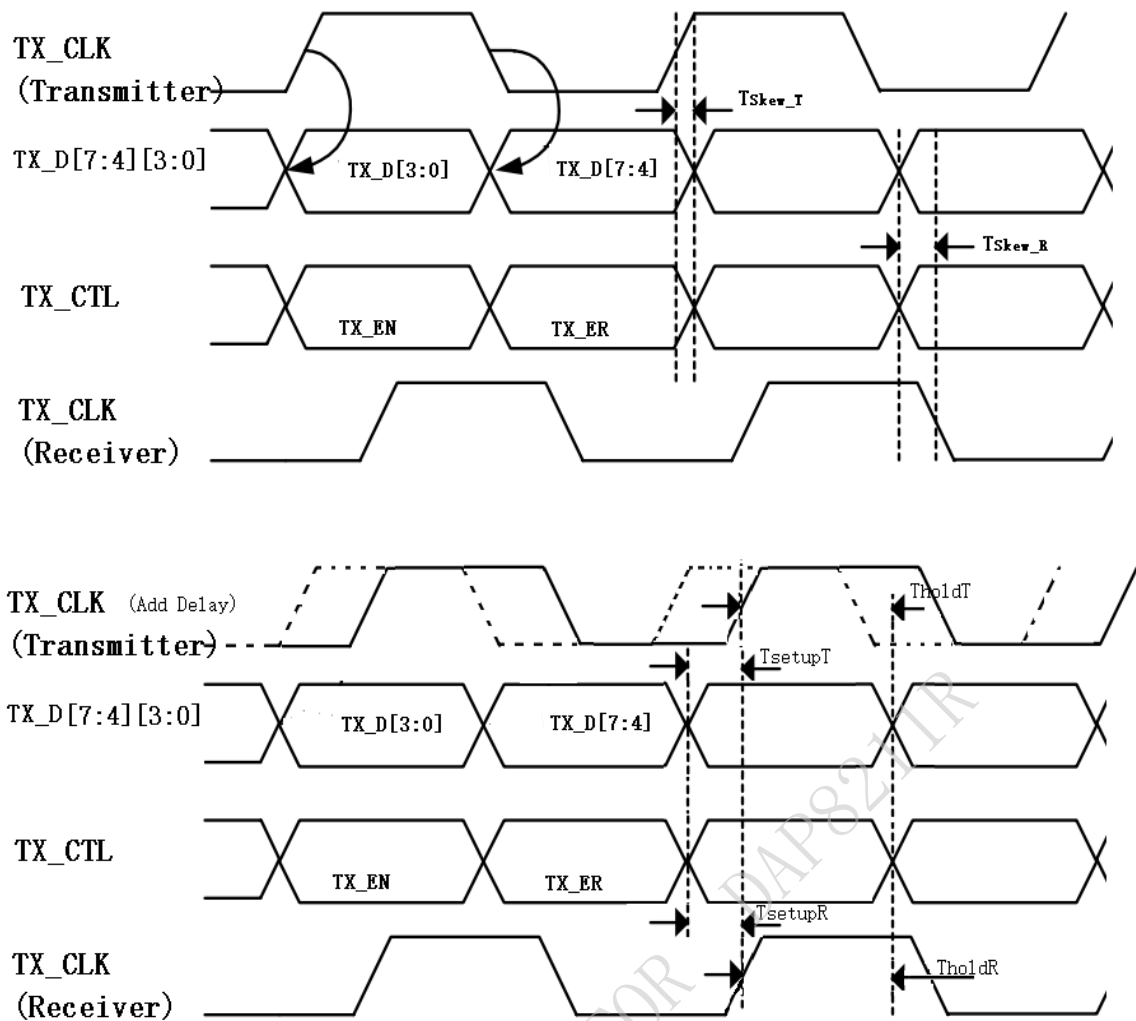 TX_CLK
(Transmitter)
TSkew_T
TX_D[7:4][3:0]
TX_D[3:0]
TX_D[7:4]
TSkew_R
TX_CTL
TX_EN
TX_ER
TX_CLK
(Receiver)
TX_CLK (Add Delay)
(Transmitter)
TholdT
TsetupT
TX_D[7:4][3:0]
TX_D[3:0]
TX_D[7:4]
TX_CTL
TX_EN
TX_ER
TsetupR
TX_CLK
(Receiver)
TholdR
TOR DAP8211R